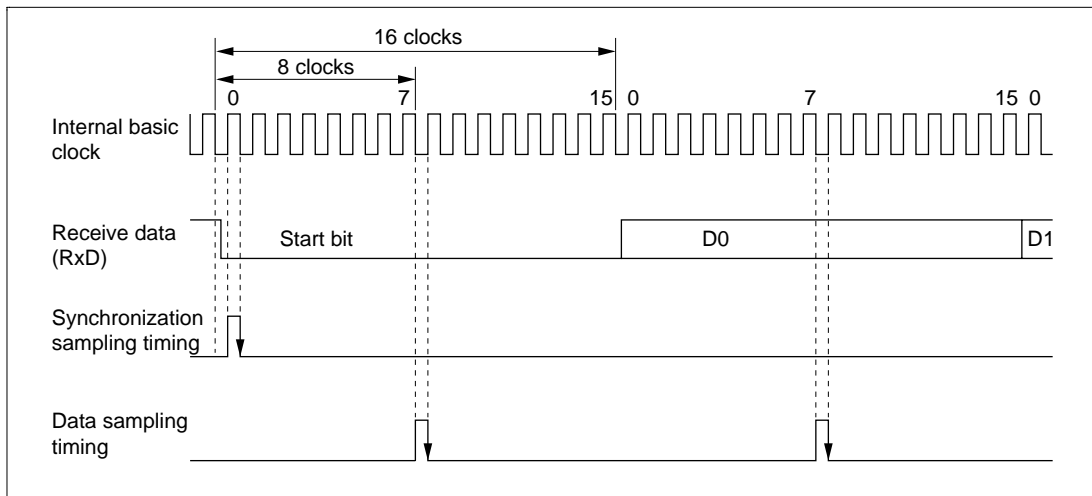 16 clocks
8 clocks
0 7 15 0 7 15 0
Internal basic
clock
Receive data
(RxD)
Start bit D0 D1
Synchronization
sampling timing
Data sampling
timing